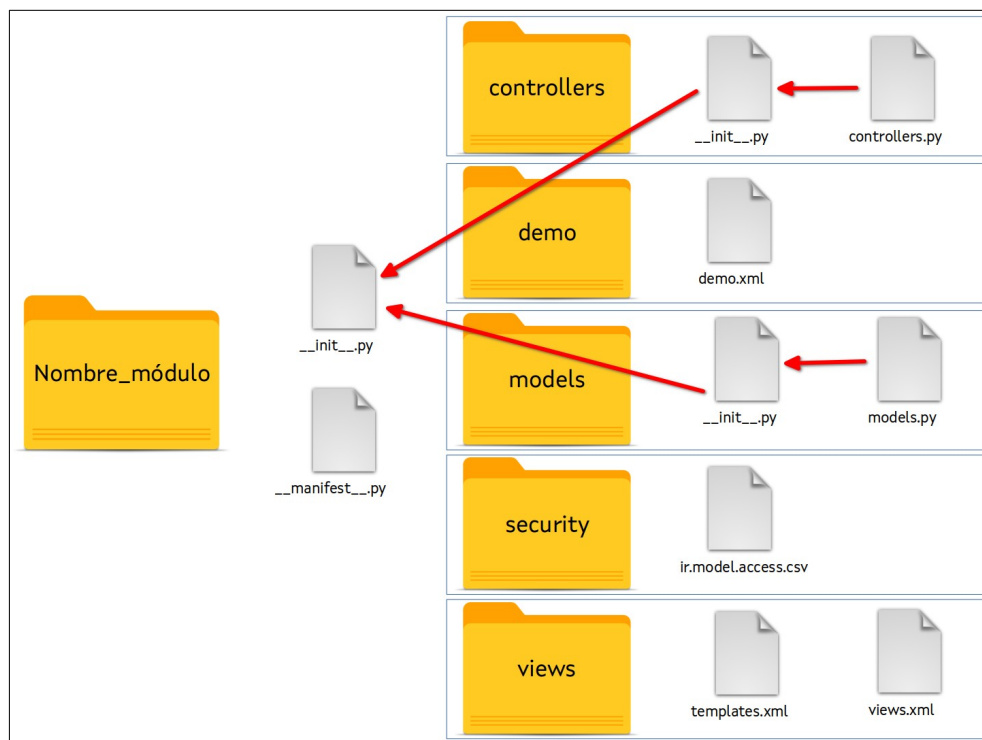 controllers
__init__.py
controllers.py
demo
demo.xml
__init__.py
Nombre_módulo
__manifest__.py
models
__init__.py
models.py
security
ir.model.access.csv
views
templates.xml
views.xml